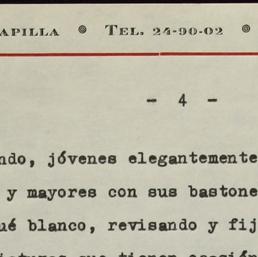 APILLA TEL. 24-90-02
- 4 -
ndo, jóvenes elegantemente
y mayores con sus bastone
ué blanco, revisando y fij